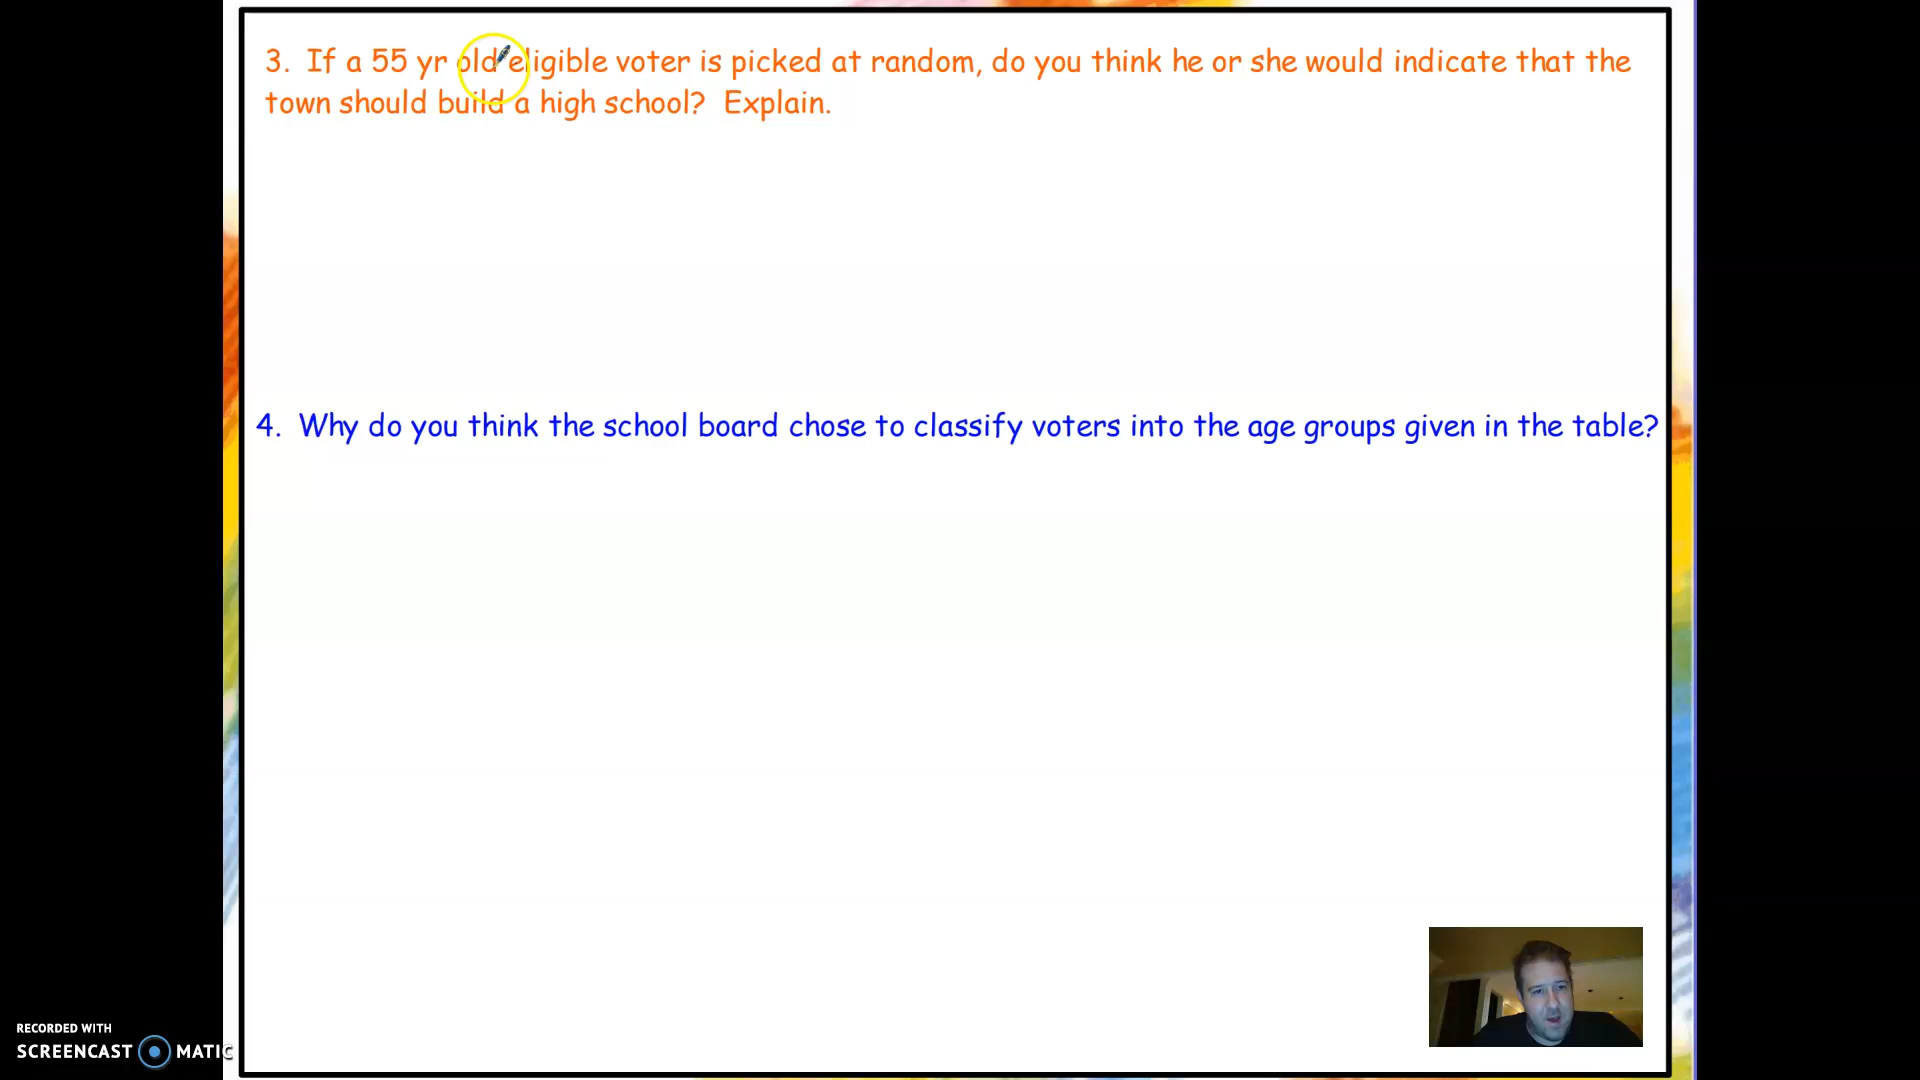 3. If a 55 yr old eligible voter is picked at random, do you think he or she would indicate that the
town should build a high school? Explain.
4. Why do you think the school board chose to classify voters into the age groups given in the table?
RECORDED WITH
SCREENCAST MATIC